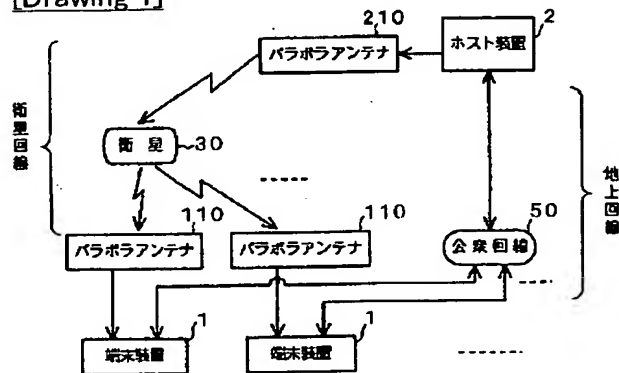 [Drawing 1]
210
2
パラボラアンテナ
ホスト装置
衛星回線
衛星
30
地上回線
110
110
50
パラボラアンテナ
パラボラアンテナ
公衆回線
1
1
端末装置
端末装置